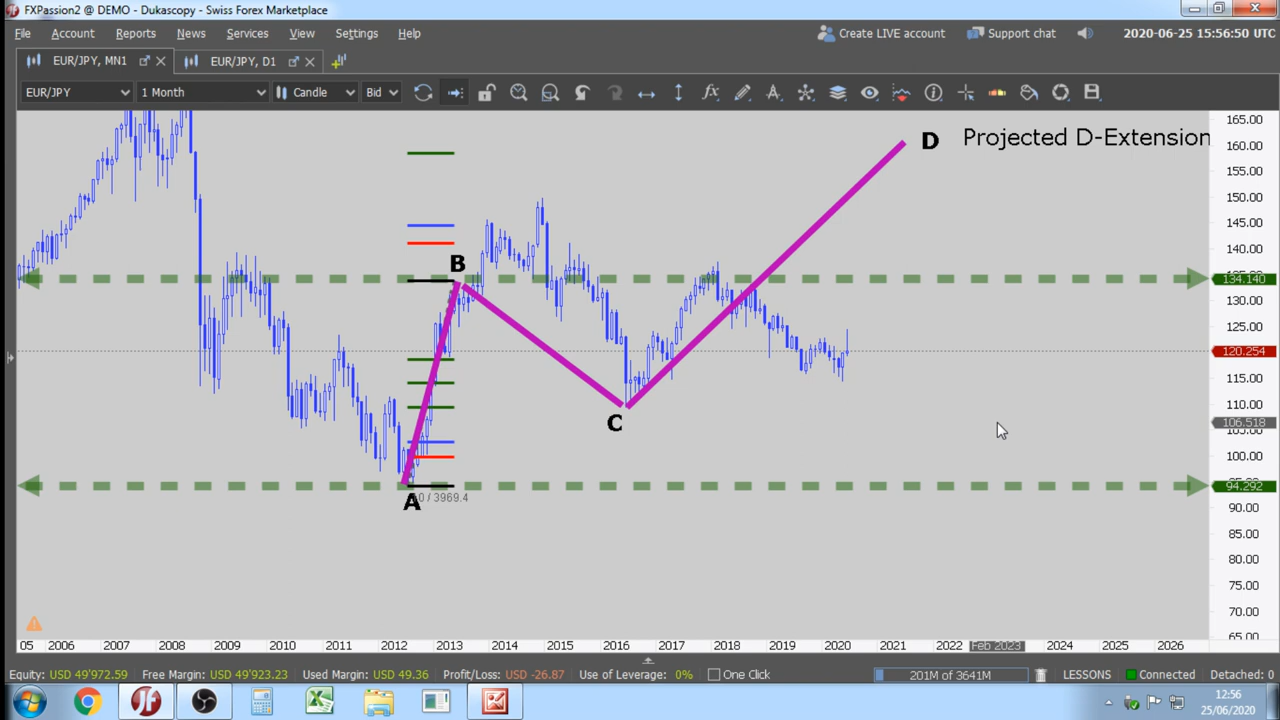 FXPassion2 @ DEMO - Dukascopy - Swiss Forex Marketplace
File Account Reports News Services View Settings Help
Create LIVE account Support chat 2020-06-25 15:56:50 UTC
EUR/JPY, MN1 EUR/JPY, D1
EUR/JPY 1 Month Candle Bid
165.00
D Projected D-Extension
160.00
155.00
150.00
145.00
140.00
B
134.140
130.00
125.00
120.254
115.00
110.00
C
106.518
100.00
94.292
A / 3969.4
90.00
85.00
80.00
75.00
70.00
65.00
05 2006 2007 2008 2009 2010 2011 2012 2013 2014 2015 2016 2017 2018 2019 2020 2021 2022 Feb 2023 2024 2025 2026
Equity: USD 49'972.59 Free Margin: USD 49'923.23 Used Margin: USD 49.36 Profit/Loss: USD -26.87 Use of Leverage: 0% One Click 201M of 3641M LESSONS Connected Detached: 0
12:56
25/06/2020